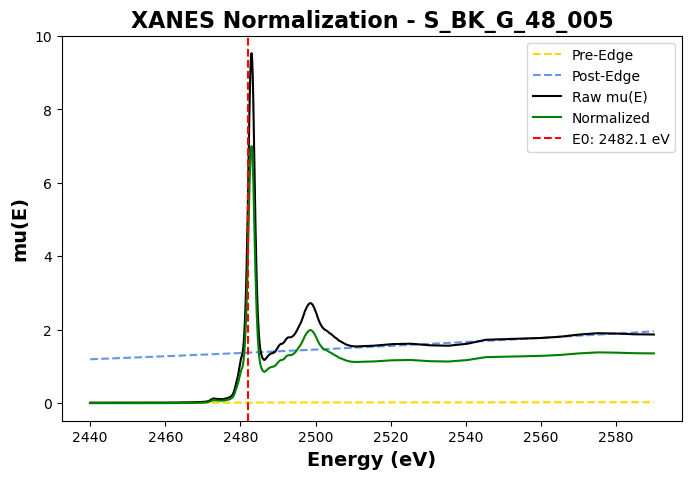 XANES Normalization - S_BK_G_48_005
mu(E)
10
8
6
4
2
0
Pre-Edge
Post-Edge
Raw mu(E)
Normalized
E0: 2482.1 eV
2440 2460 2480 2500 2520 2540 2560 2580
Energy (eV)